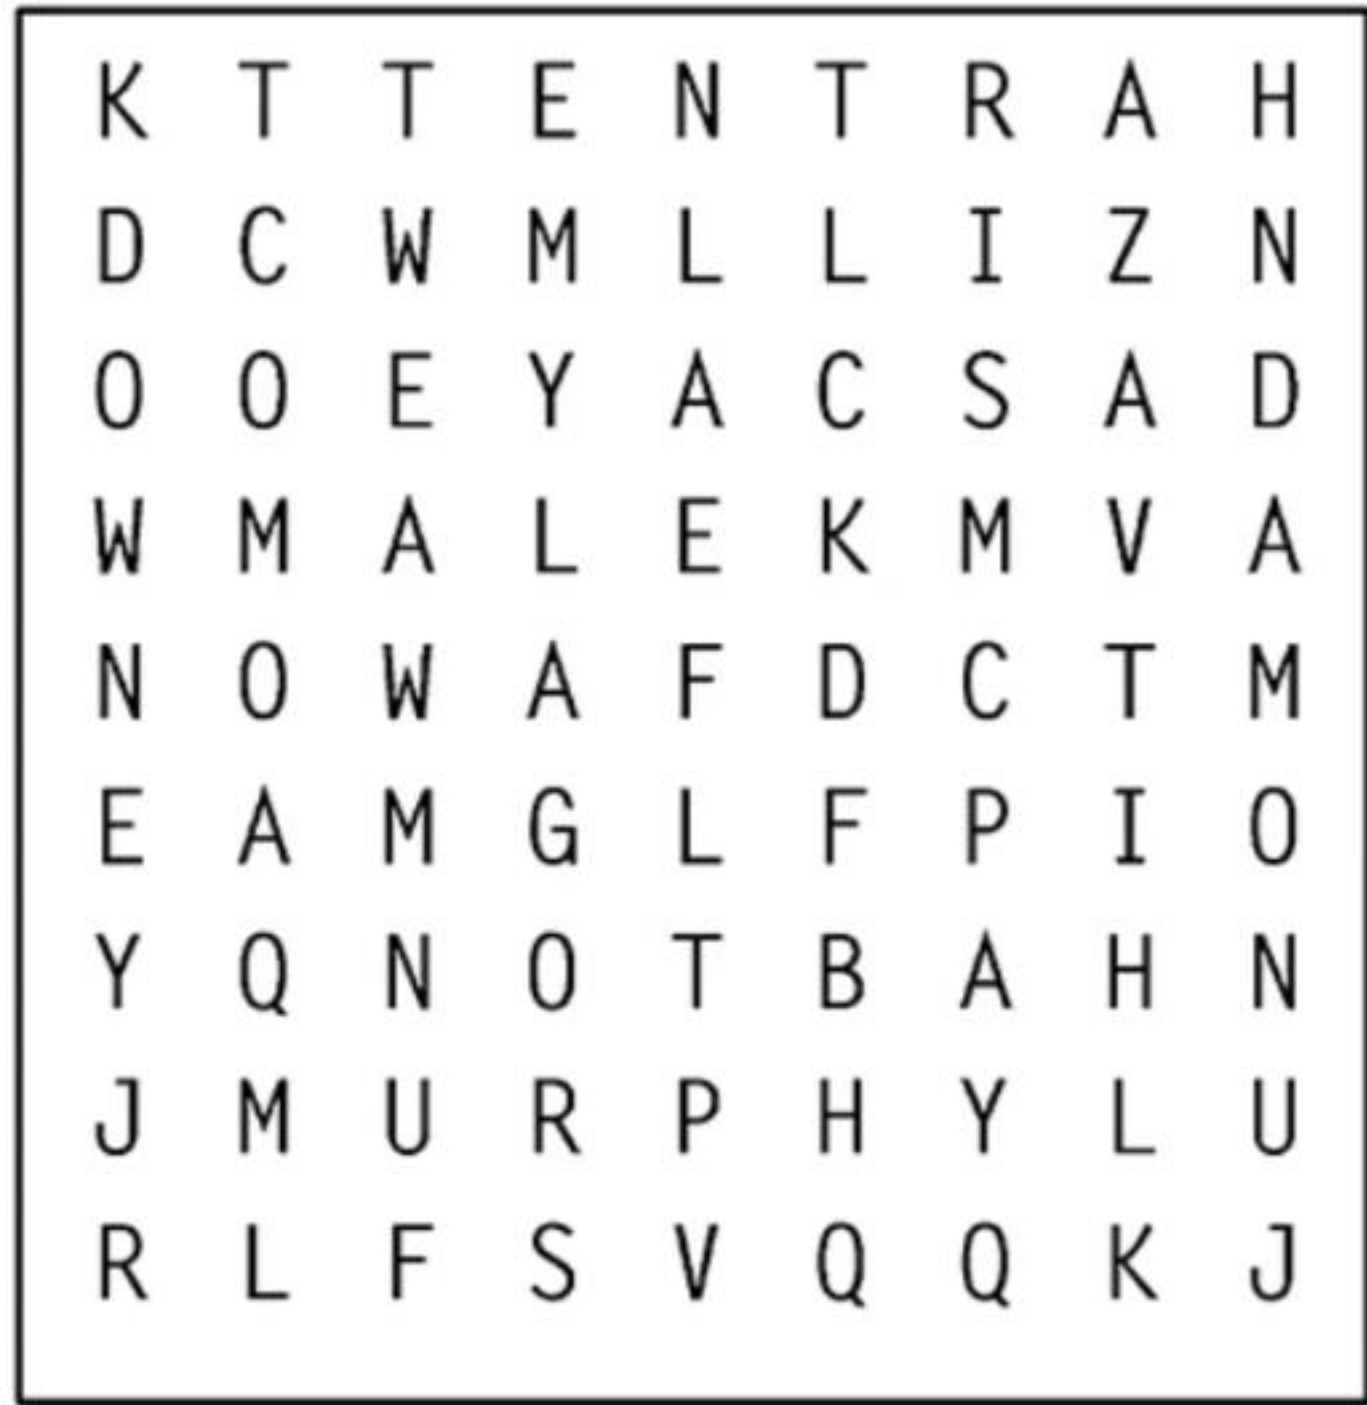 K T T E N T R A H
D C W M L L I Z N
O O E Y A C S A D
W M A L E K M V A
N O W A F D C T M
E A M G L F P I O
Y Q N O T B A H N
J M U R P H Y L U
R L F S V Q Q K J